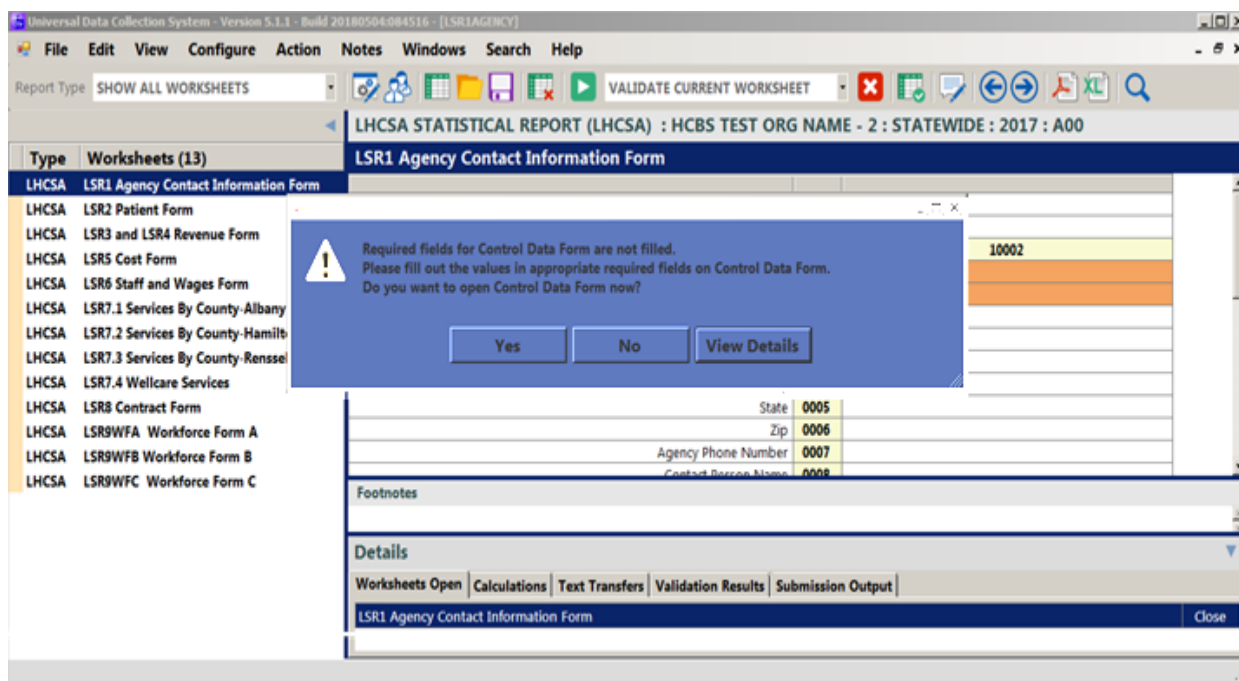 Universal Data Collection System - Version 5.1.1 - Build 20180504:084516 - [LSR1AGENCY]
File Edit View Configure Action Notes Windows Search Help
Report Type SHOW ALL WORKSHEETS VALIDATE CURRENT WORKSHEET
LHCSA STATISTICAL REPORT (LHCSA) : HCBS TEST ORG NAME - 2 : STATEWIDE : 2017 : A00
Type Worksheets (13)
LSR1 Agency Contact Information Form
LHCSA LSR1 Agency Contact Information Form
LHCSA LSR2 Patient Form
LHCSA LSR3 and LSR4 Revenue Form
LHCSA LSR5 Cost Form
LHCSA LSR6 Staff and Wages Form
LHCSA LSR7.1 Services By County-Albany
LHCSA LSR7.2 Services By County-Hamilt
LHCSA LSR7.3 Services By County-Renssel
LHCSA LSR7.4 Wellcare Services
LHCSA LSR8 Contract Form
LHCSA LSR9WFA Workforce Form A
LHCSA LSR9WFB Workforce Form B
LHCSA LSR9WFC Workforce Form C
10002
Required fields for Control Data Form are not filled.
Please fill out the values in appropriate required fields on Control Data Form.
Do you want to open Control Data Form now?
Yes No View Details
State 0005
Zip 0006
Agency Phone Number 0007
Contact Person Name 0008
Footnotes
Details
Worksheets Open Calculations Text Transfers Validation Results Submission Output
LSR1 Agency Contact Information Form Close